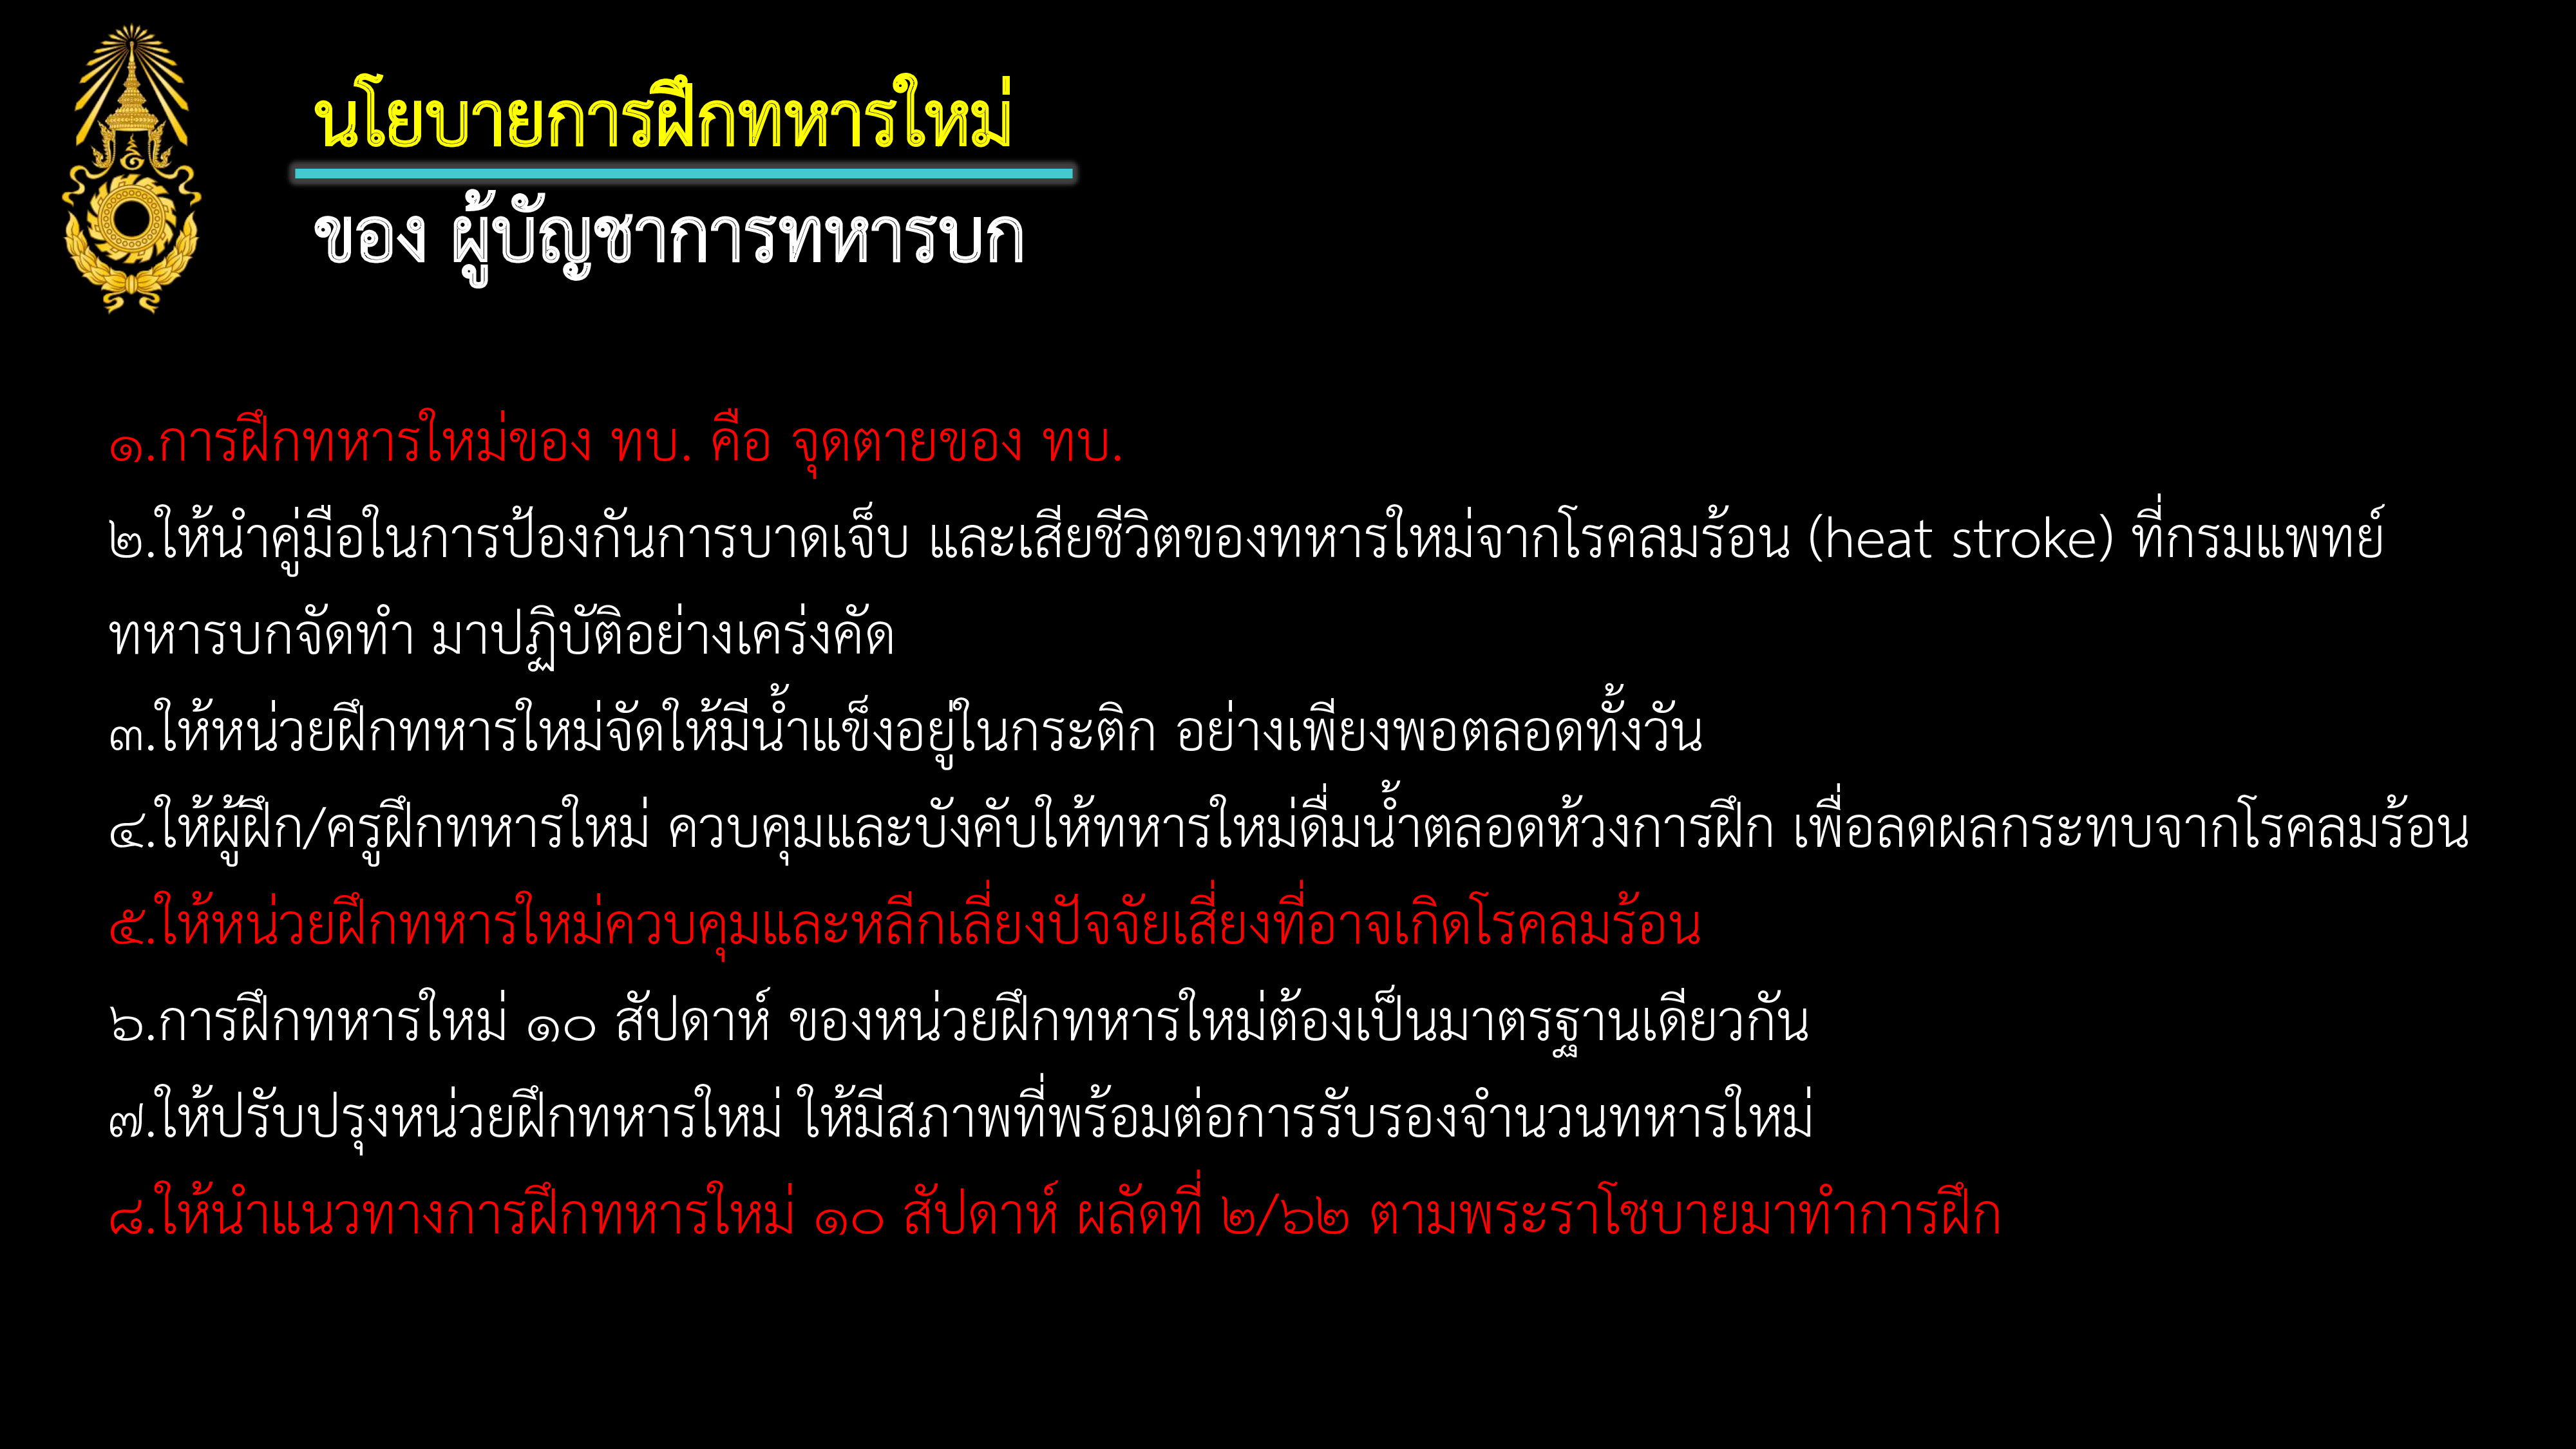 นโยบายการฝึกทหารใหม่
ของ ผู้บัญชาการทหารบก
๑.การฝึกทหารใหม่ของ ทบ. คือ จุดตายของ ทบ.
๒.ให้นำคู่มือในการป้องกันการบาดเจ็บ และเสียชีวิตของทหารใหม่จากโรคลมร้อน (heat stroke) ที่กรมแพทย์
ทหารบกจัดทำ มาปฏิบัติอย่างเคร่งคัด
๓.ให้หน่วยฝึกทหารใหม่จัดให้มีน้ำแข็งอยู่ในกระติก อย่างเพียงพอตลอดทั้งวัน
๔.ให้ผู้ฝึก/ครูฝึกทหารใหม่ ควบคุมและบังคับให้ทหารใหม่ดื่มน้ำตลอดห้วงการฝึก เพื่อลดผลกระทบจากโรคลมร้อน
๕.ให้หน่วยฝึกทหารใหม่ควบคุมและหลีกเลี่ยงปัจจัยเสี่ยงที่อาจเกิดโรคลมร้อน
๖.การฝึกทหารใหม่ ๑๐ สัปดาห์ ของหน่วยฝึกทหารใหม่ต้องเป็นมาตรฐานเดียวกัน
๗.ให้ปรับปรุงหน่วยฝึกทหารใหม่ ให้มีสภาพที่พร้อมต่อการรับรองจำนวนทหารใหม่
๘.ให้นำแนวทางการฝึกทหารใหม่ ๑๐ สัปดาห์ ผลัดที่ ๒/๖๒ ตามพระราโชบายมาทำการฝึก